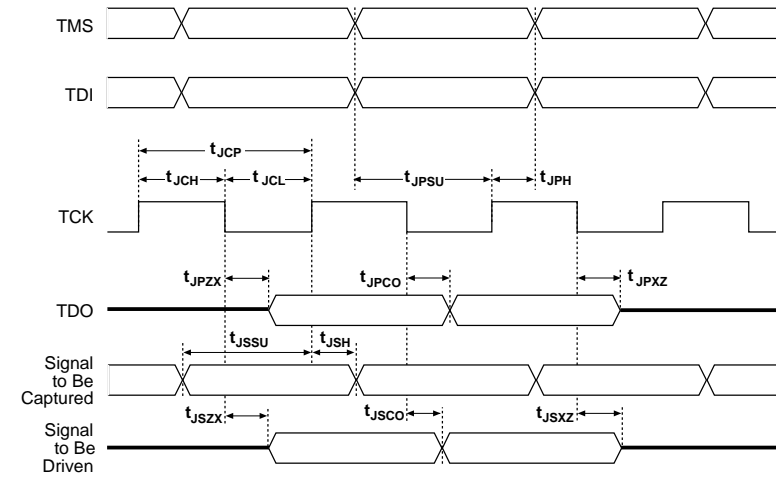 TMS
TDI
tJCP
tJCH tJCL tJPSU tJPH
TCK
tJPZX tJPCO tJPXZ
TDO
tJSSU tJSH
Signal
to Be
Captured
tJSZX tJSCO tJSXZ
Signal
to Be
Driven